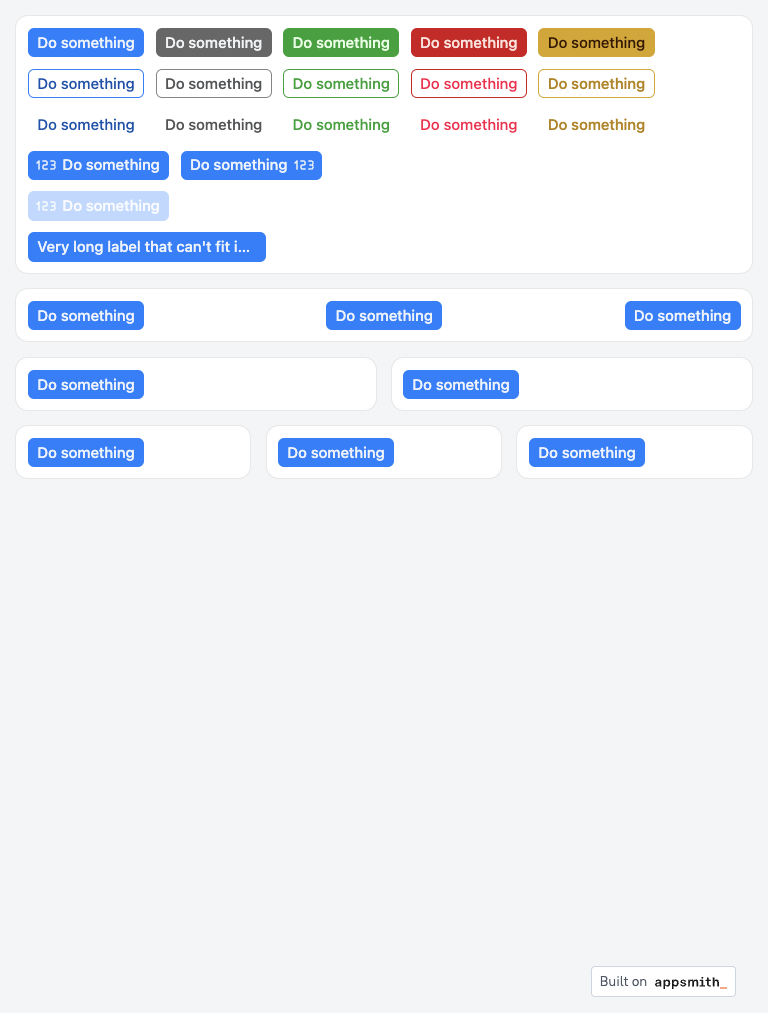 Do something Do something Do something Do something Do something
Do something Do something Do something Do something Do something
Do something Do something Do something Do something Do something
123 Do something Do something 123
123 Do something
Very long label that can't fit i...
Do something Do something Do something
Do something Do something
Do something Do something Do something
Built on appsmith_